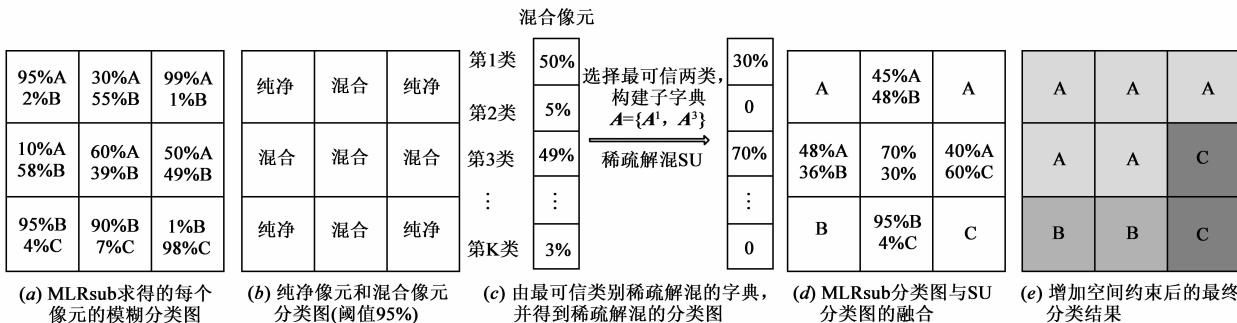 混合像元
95%A 30%A 99%A
2%B 55%B 1%B
10%A 60%A 50%A
58%B 39%B 49%B
95%B 90%B 1%B
4%C 7%C 98%C
(a) MLRsub求得的每个
像元的模糊分类图
纯净 混合 纯净
混合 混合 混合
纯净 混合 纯净
(b) 纯净像元和混合像元
分类图(阈值95%)
第1类 50%
第2类 5%
第3类 49%
⋮ ⋮
第K类 3%
选择最可信两类,
构建子字典
A={A¹, A³}
稀疏解混SU
30%
0
70%
⋮
0
(c) 由最可信类别稀疏解混的字典,
并得到稀疏解混的分类图
A 45%A A
48%B
48%A 70% 40%A
36%B 30% 60%C
B 95%B C
4%C
(d) MLRsub分类图与SU
分类图的融合
A A A
A A C
B B C
(e) 增加空间约束后的最终
分类结果